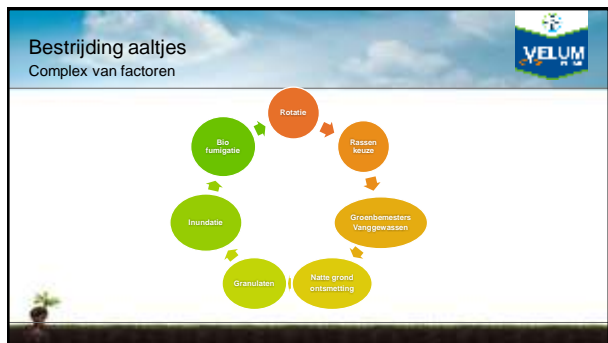 Bestrijding aaltjes
Complex van factoren
VELUM
Rotatie
Rassen
keuze
Groenbemesters
Vanggewassen
Natte grond
ontsmetting
Granulaten
Inundatie
Bio
fumigatie